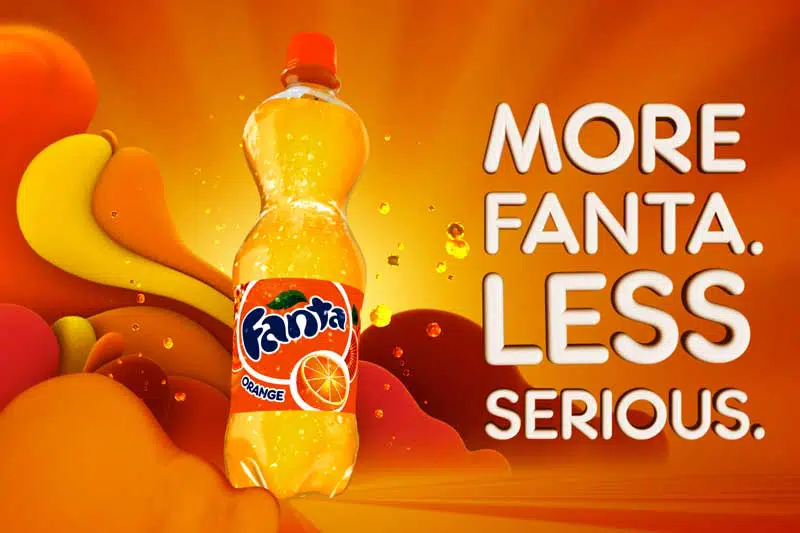 MORE
FANTA.
LESS
SERIOUS.
Fanta
ORANGE